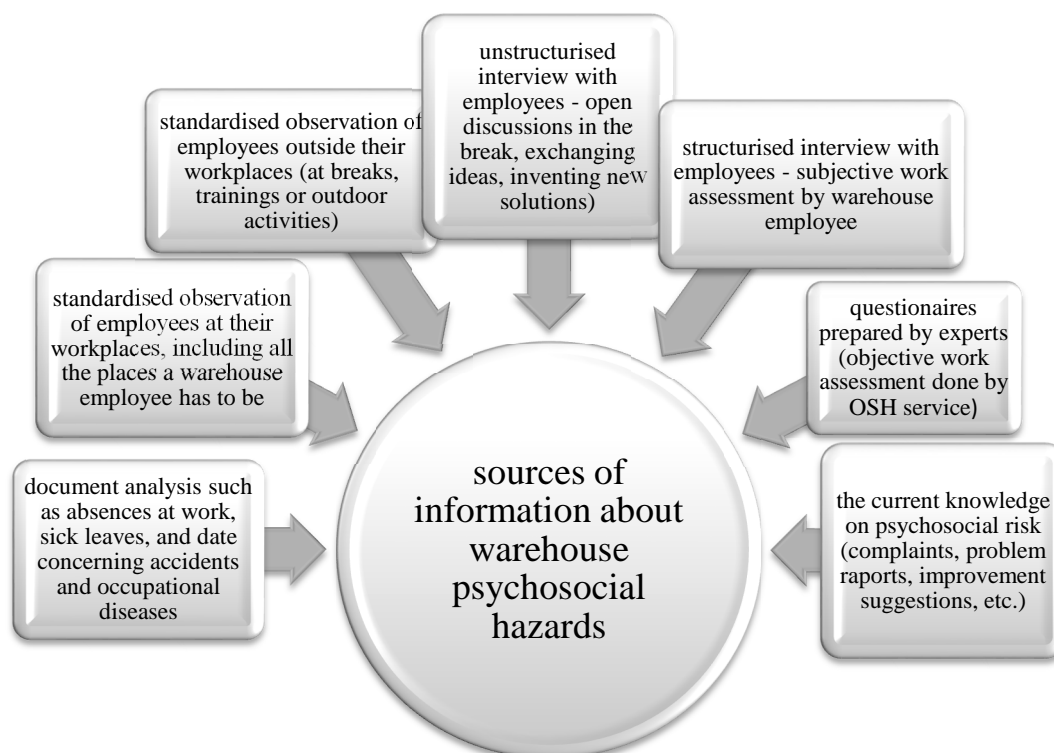 unstructurised
interview with
employees - open
discussions in the
break, exchanging
ideas, inventing new
solutions)
standardised observation of
employees outside their
workplaces (at breaks,
trainings or outdoor
activities)
structurised interview with
employees - subjective work
assessment by warehouse
employee
standardised observation
of employees at their
workplaces, including all
the places a warehouse
employee has to be
questionaires
prepared by experts
(objective work
assessment done by
OSH service)
document analysis such
as absences at work,
sick leaves, and date
concerning accidents
and occupational
diseases
sources of
information about
warehouse
psychosocial
hazards
the current knowledge
on psychosocial risk
(complaints, problem
raports, improvement
suggestions, etc.)